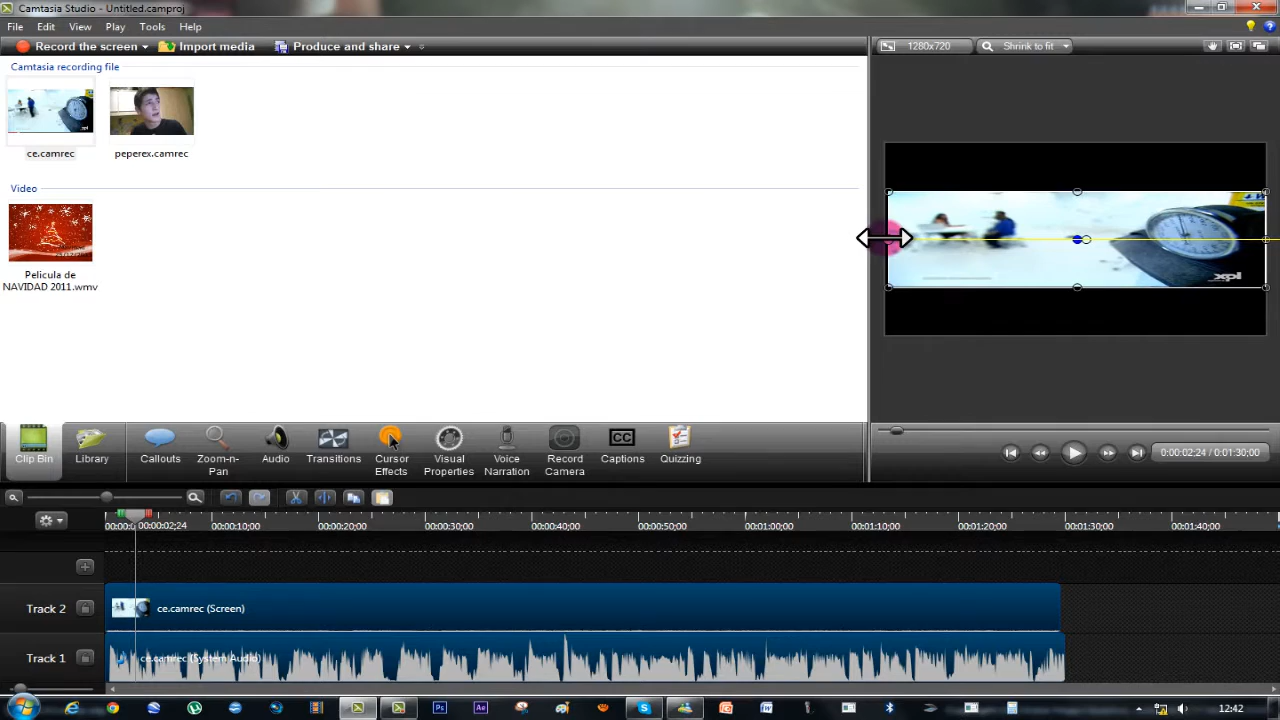 Camtasia Studio - Untitled.camproj
File Edit View Play Tools Help
Record the screen Import media Produce and share
1280x720 Shrink to fit
Camtasia recording file
ce.camrec peperex.camrec
Video
Pelicula de
NAVIDAD 2011.wmv
xpl
Clip Bin Library Callouts Zoom-n-Pan Audio Transitions Cursor Effects Visual Properties Voice Narration Record Camera CC Captions Quizzing
0:00:02;24 / 0:01:30;00
00:00:02;24 00:00:10;00 00:00:20;00 00:00:30;00 00:00:40;00 00:00:50;00 00:01:00;00 00:01:10;00 00:01:20;00 00:01:30;00 00:01:40;00
Track 2 ce.camrec (Screen)
Track 1 ce.camrec (System Audio)
Ps Ae
12:42